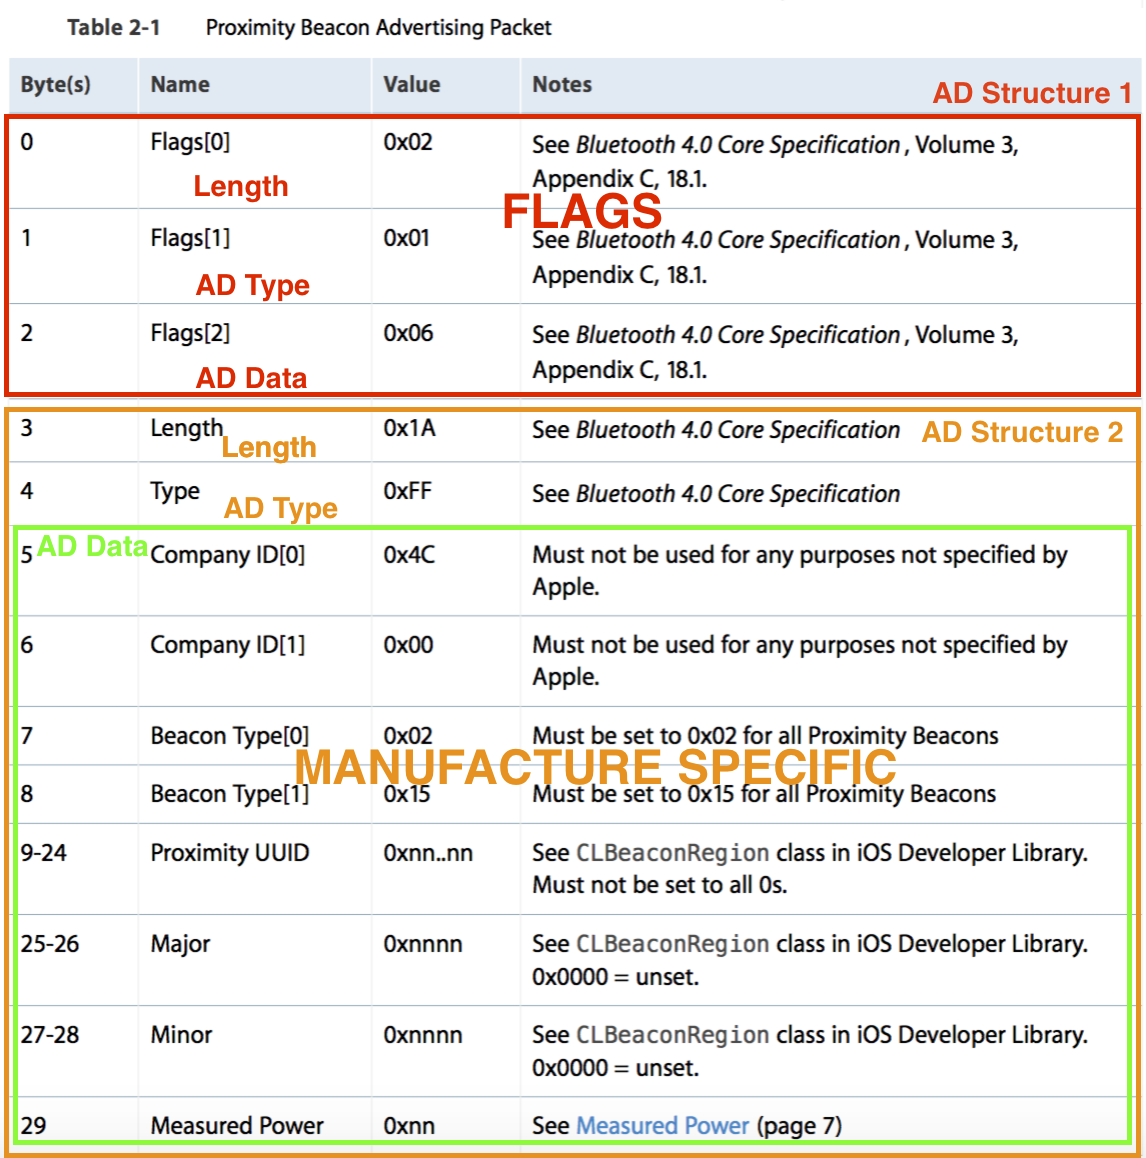 Table 2-1 Proximity Beacon Advertising Packet
Byte(s) Name Value Notes
AD Structure 1
0 Flags[0] 0x02 See Bluetooth 4.0 Core Specification, Volume 3,
Appendix C, 18.1.
Length
FLAGS
1 Flags[1] 0x01 See Bluetooth 4.0 Core Specification, Volume 3,
Appendix C, 18.1.
AD Type
2 Flags[2] 0x06 See Bluetooth 4.0 Core Specification, Volume 3,
Appendix C, 18.1.
AD Data
3 Length 0x1A See Bluetooth 4.0 Core Specification
AD Structure 2
Length
4 Type 0xFF See Bluetooth 4.0 Core Specification
AD Type
AD Data
5 Company ID[0] 0x4C Must not be used for any purposes not specified by
Apple.
6 Company ID[1] 0x00 Must not be used for any purposes not specified by
Apple.
7 Beacon Type[0] 0x02 Must be set to 0x02 for all Proximity Beacons
MANUFACTURE SPECIFIC
8 Beacon Type[1] 0x15 Must be set to 0x15 for all Proximity Beacons
9-24 Proximity UUID 0xnn..nn See CLBeaconRegion class in iOS Developer Library.
Must not be set to all 0s.
25-26 Major 0xnnnn See CLBeaconRegion class in iOS Developer Library.
0x0000 = unset.
27-28 Minor 0xnnnn See CLBeaconRegion class in iOS Developer Library.
0x0000 = unset.
29 Measured Power 0xnn See Measured Power (page 7)